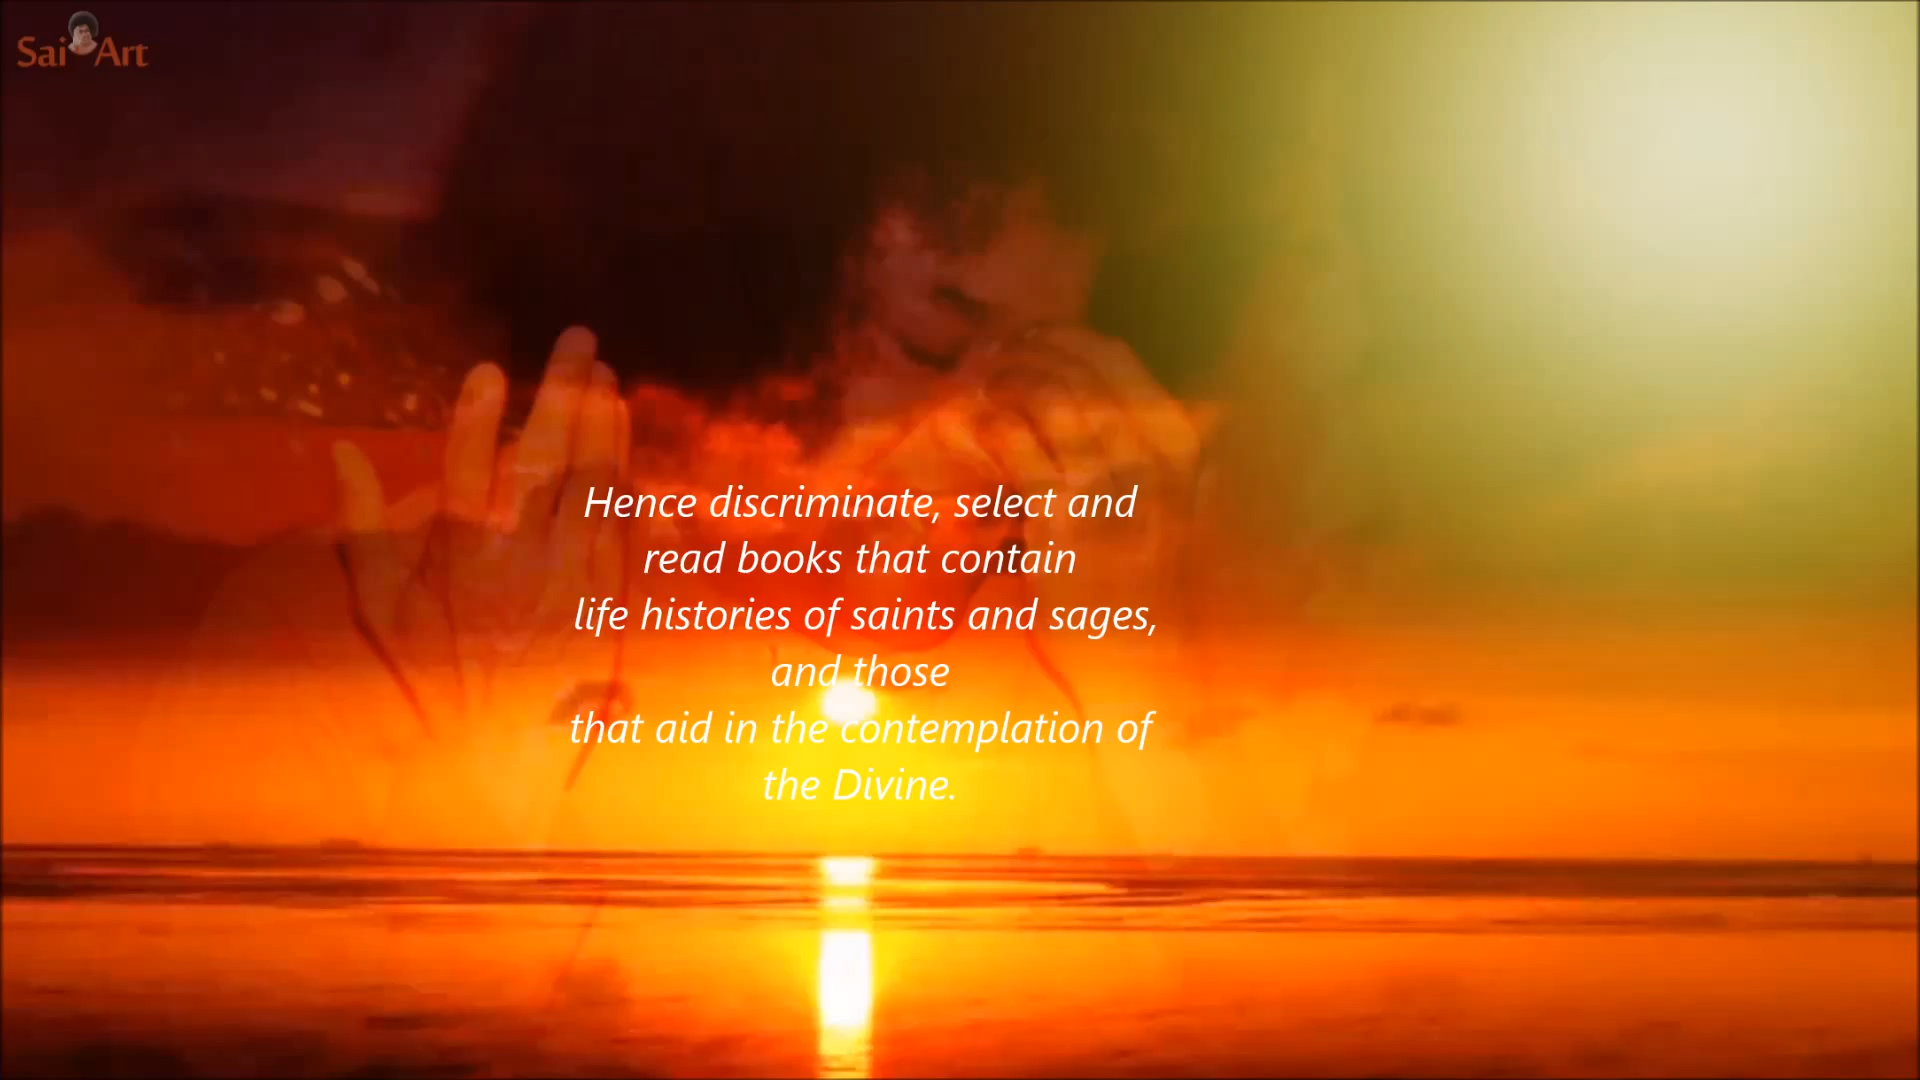 Sai Art
Hence discriminate, select and
read books that contain
life histories of saints and sages,
and those
that aid in the contemplation of
the Divine.